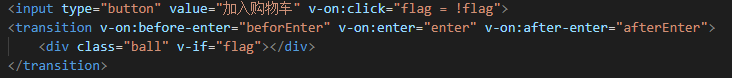 <input type="button" value="加入购物车" v-on:click="flag = !flag">
<transition v-on:before-enter="beforEnter" v-on:enter="enter" v-on:after-enter="afterEnter">
    <div class="ball" v-if="flag"></div>
</transition>